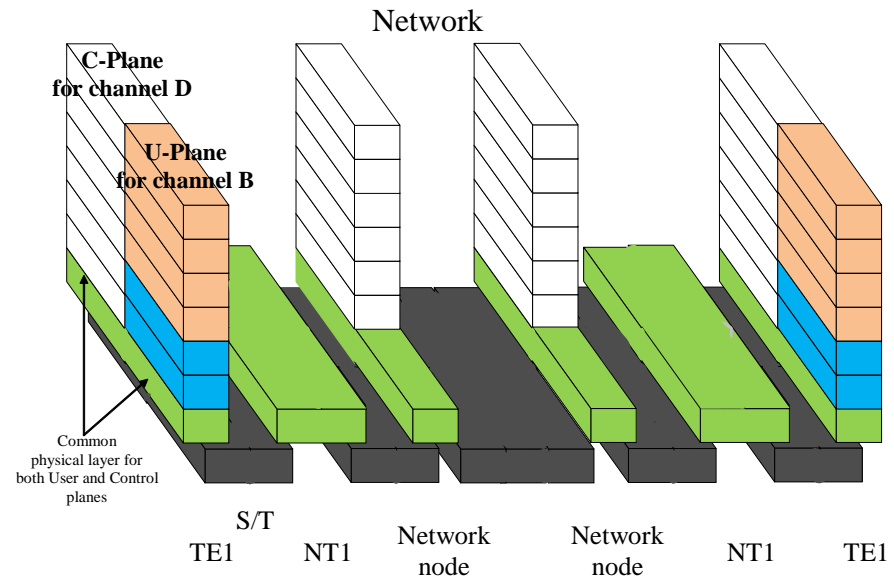 Network
C-Plane
for channel D
U-Plane
for channel B
Common
physical layer for
both User and Control
planes
S/T
TE1
NT1
Network
node
Network
node
NT1
TE1